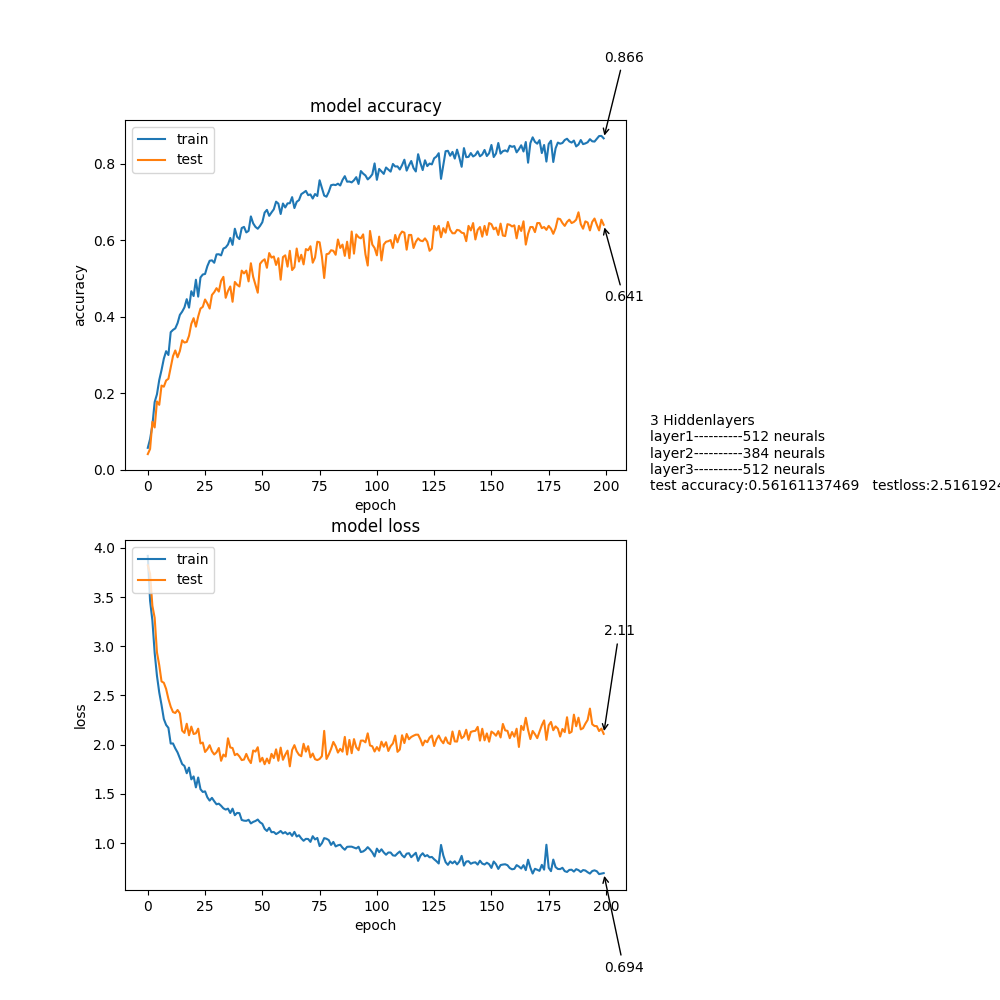 0.866
model accuracy
train
test
0.8
0.6
0.4
0.2
0.0
accuracy
0.641
0 25 50 75 100 125 150 175 200
epoch
3 Hiddenlayers
layer1----------512 neurals
layer2----------384 neurals
layer3----------512 neurals
test accuracy:0.56161137469 testloss:2.5161924
model loss
train
test
4.0
3.5
3.0
2.5
2.0
1.5
1.0
loss
2.11
0 25 50 75 100 125 150 175 200
epoch
0.694